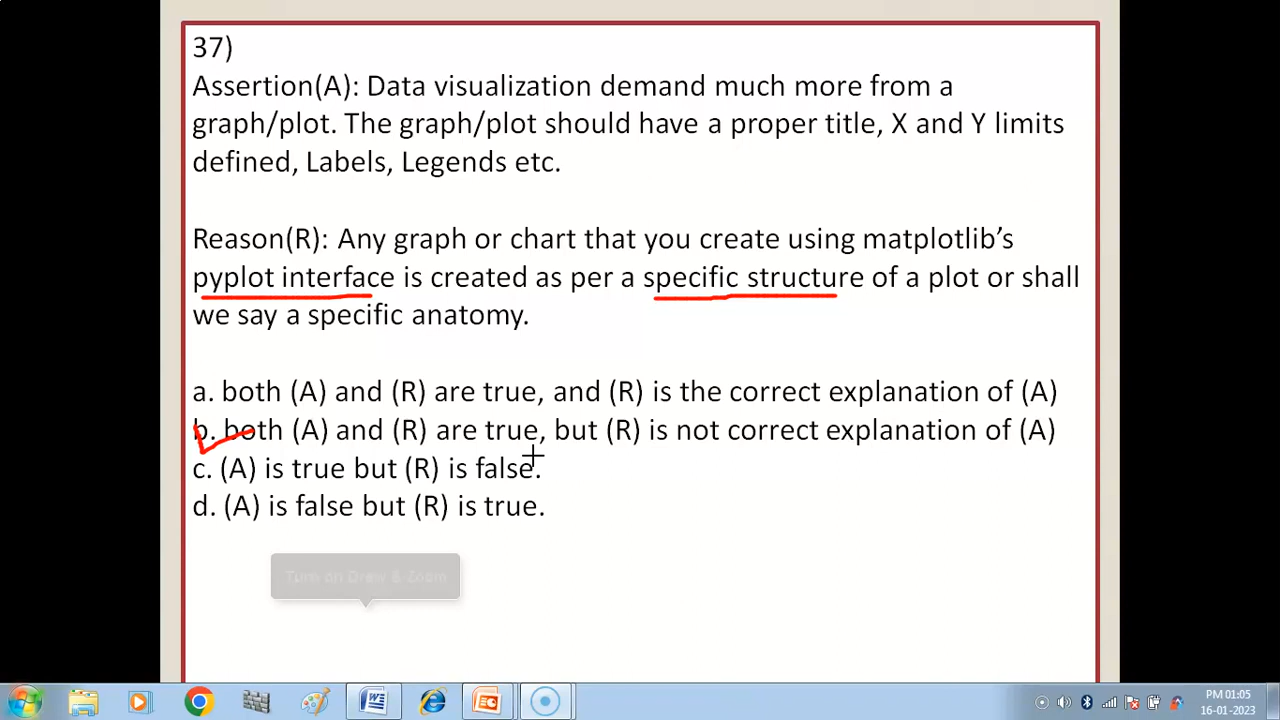 37)
Assertion(A): Data visualization demand much more from a
graph/plot. The graph/plot should have a proper title, X and Y limits
defined, Labels, Legends etc.
Reason(R): Any graph or chart that you create using matplotlib’s
pyplot interface is created as per a specific structure of a plot or shall
we say a specific anatomy.
a. both (A) and (R) are true, and (R) is the correct explanation of (A)
b. both (A) and (R) are true, but (R) is not correct explanation of (A)
c. (A) is true but (R) is false.
d. (A) is false but (R) is true.
Turn on Draw & Zoom
PM 01:05
16-01-2023